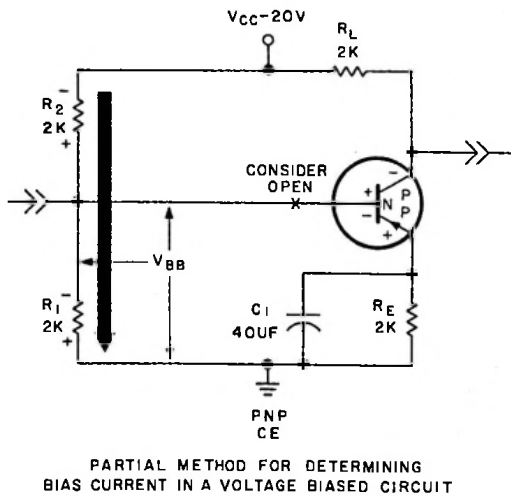 VCC-20V
RL
2K
R2
2K
-
+
CONSIDER
OPEN
-
+
N
P
P
-
+
VBB
R1
2K
-
+
C1
40UF
RE
2K
PNP
CE
PARTIAL METHOD FOR DETERMINING
BIAS CURRENT IN A VOLTAGE BIASED CIRCUIT